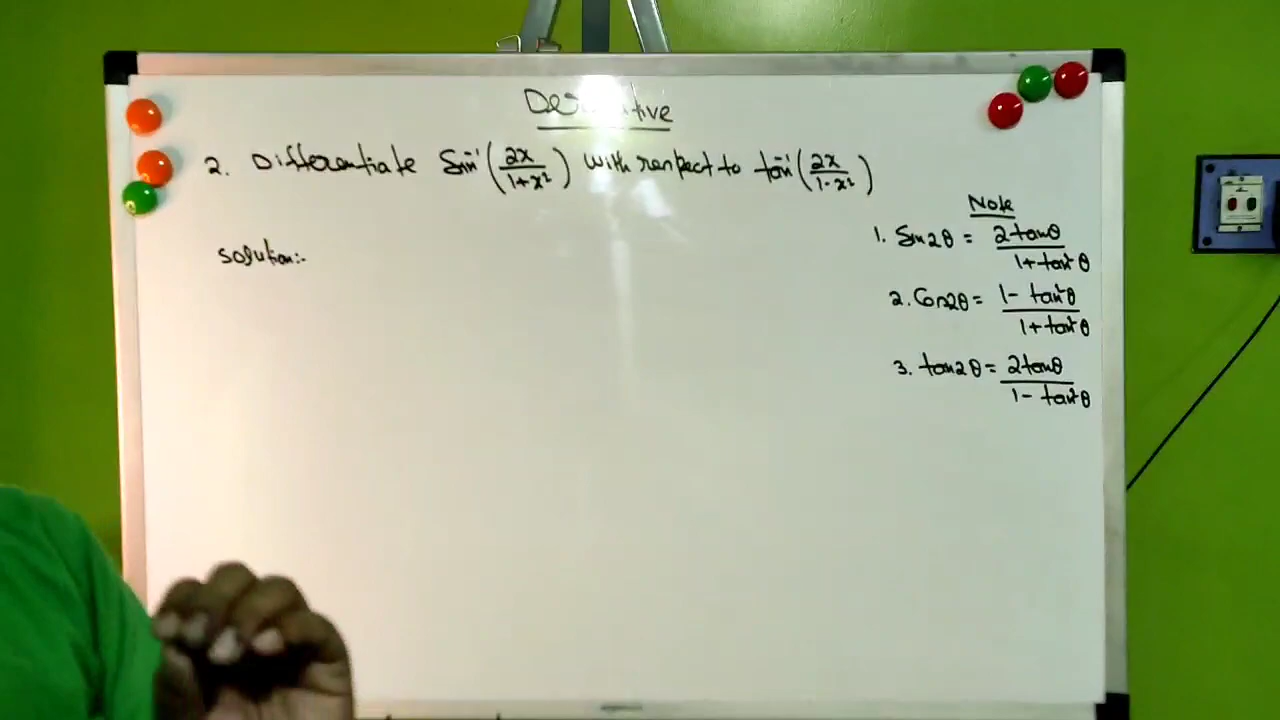 Derivative
2. Differentiate Sin⁻¹(2x/1+x²) with respect to tan⁻¹(2x/1-x²)
Note
1. Sin2θ = 2tanθ/1+tan²θ
solution:-
2. Cos2θ = 1-tan²θ/1+tan²θ
3. tan2θ = 2tanθ/1-tan²θ